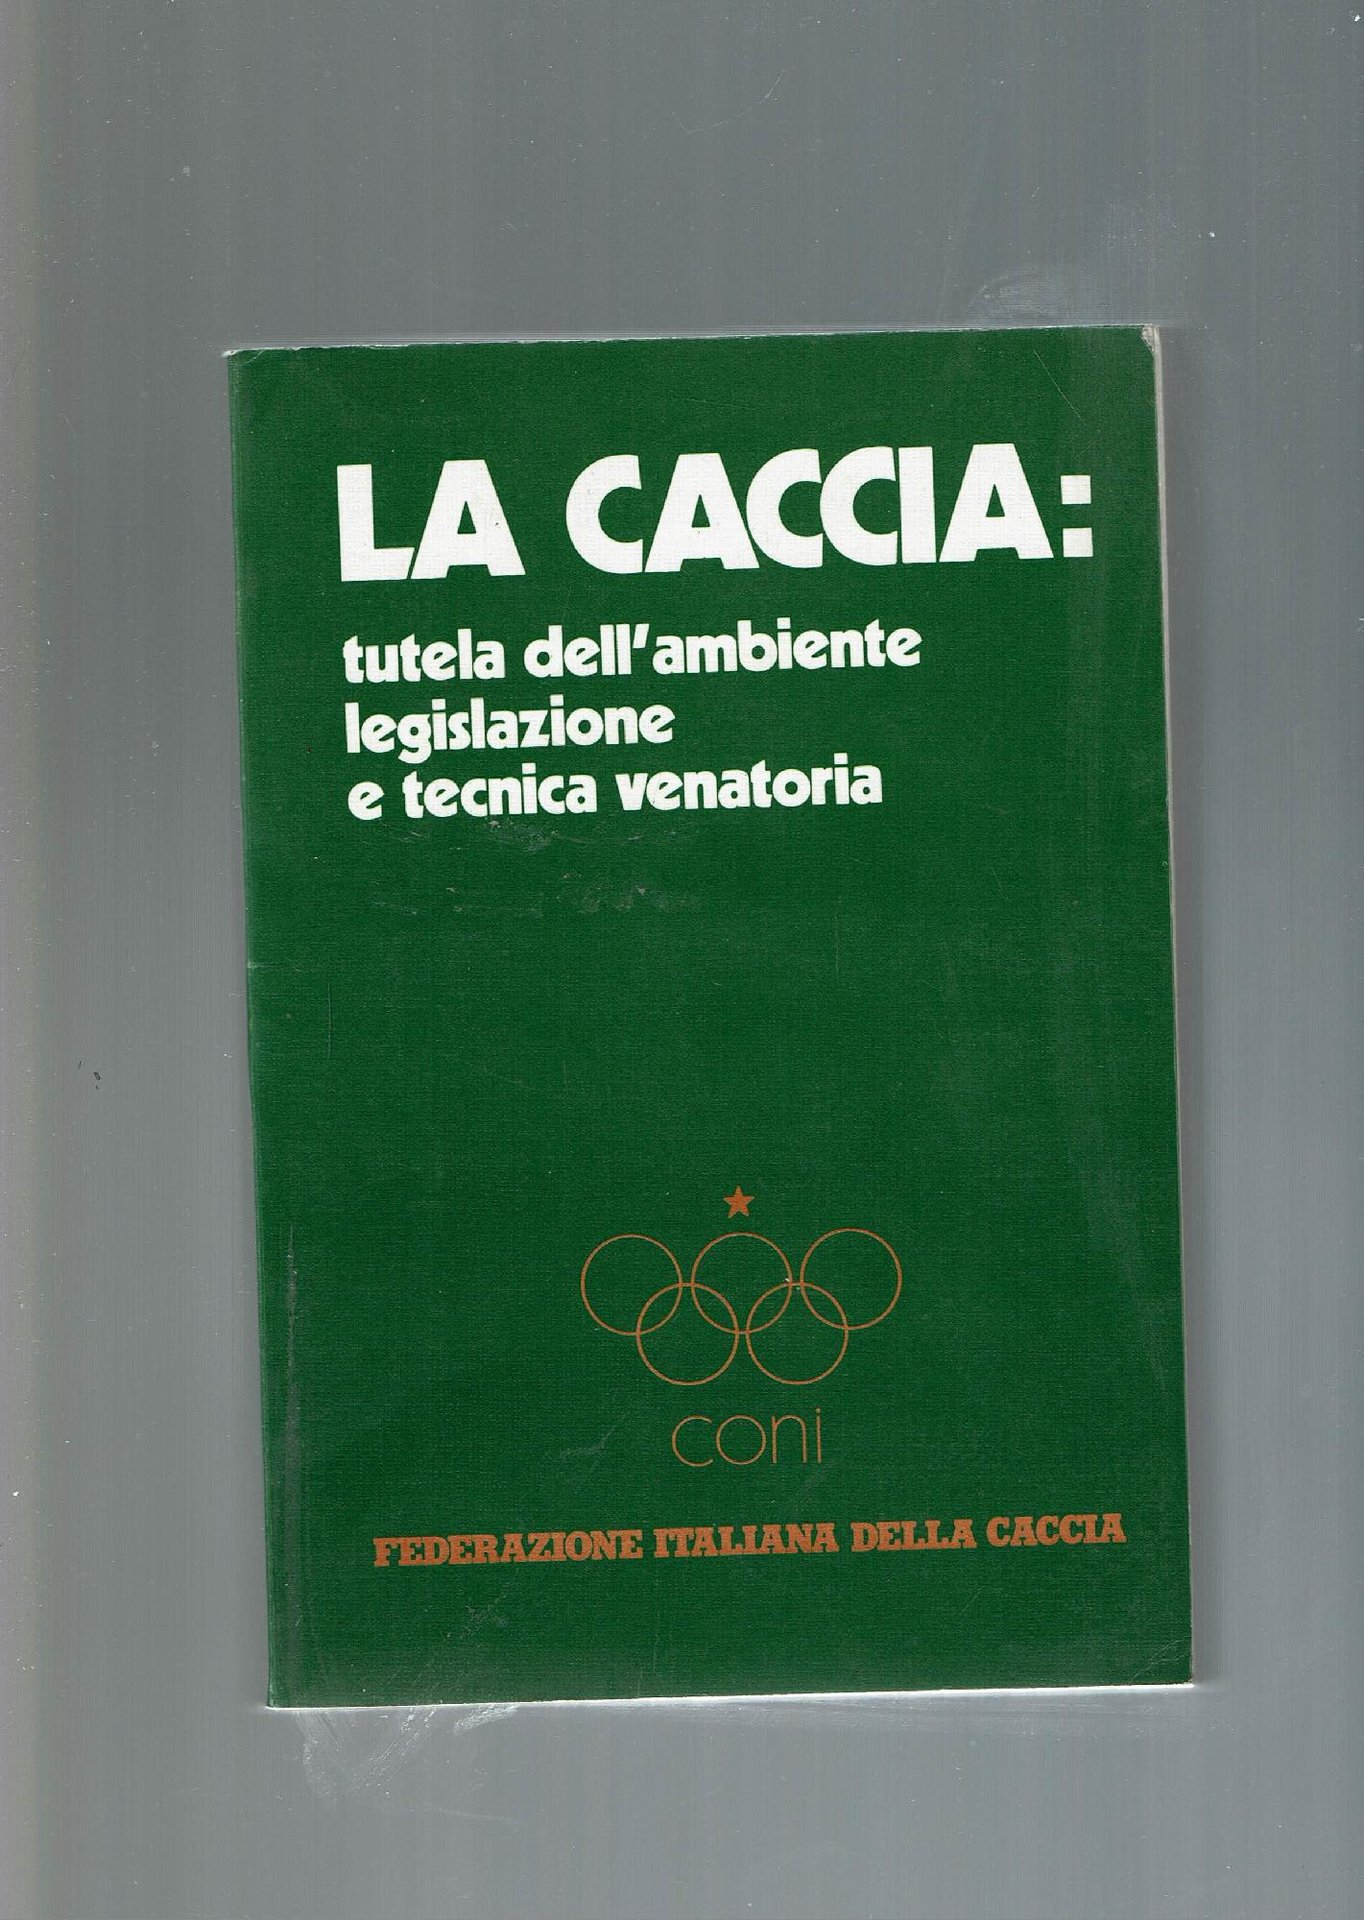 LA CACCIA:
tutela dell'ambiente
legislazione
e tecnica venatoria
coni
FEDERAZIONE ITALIANA DELLA CACCIA